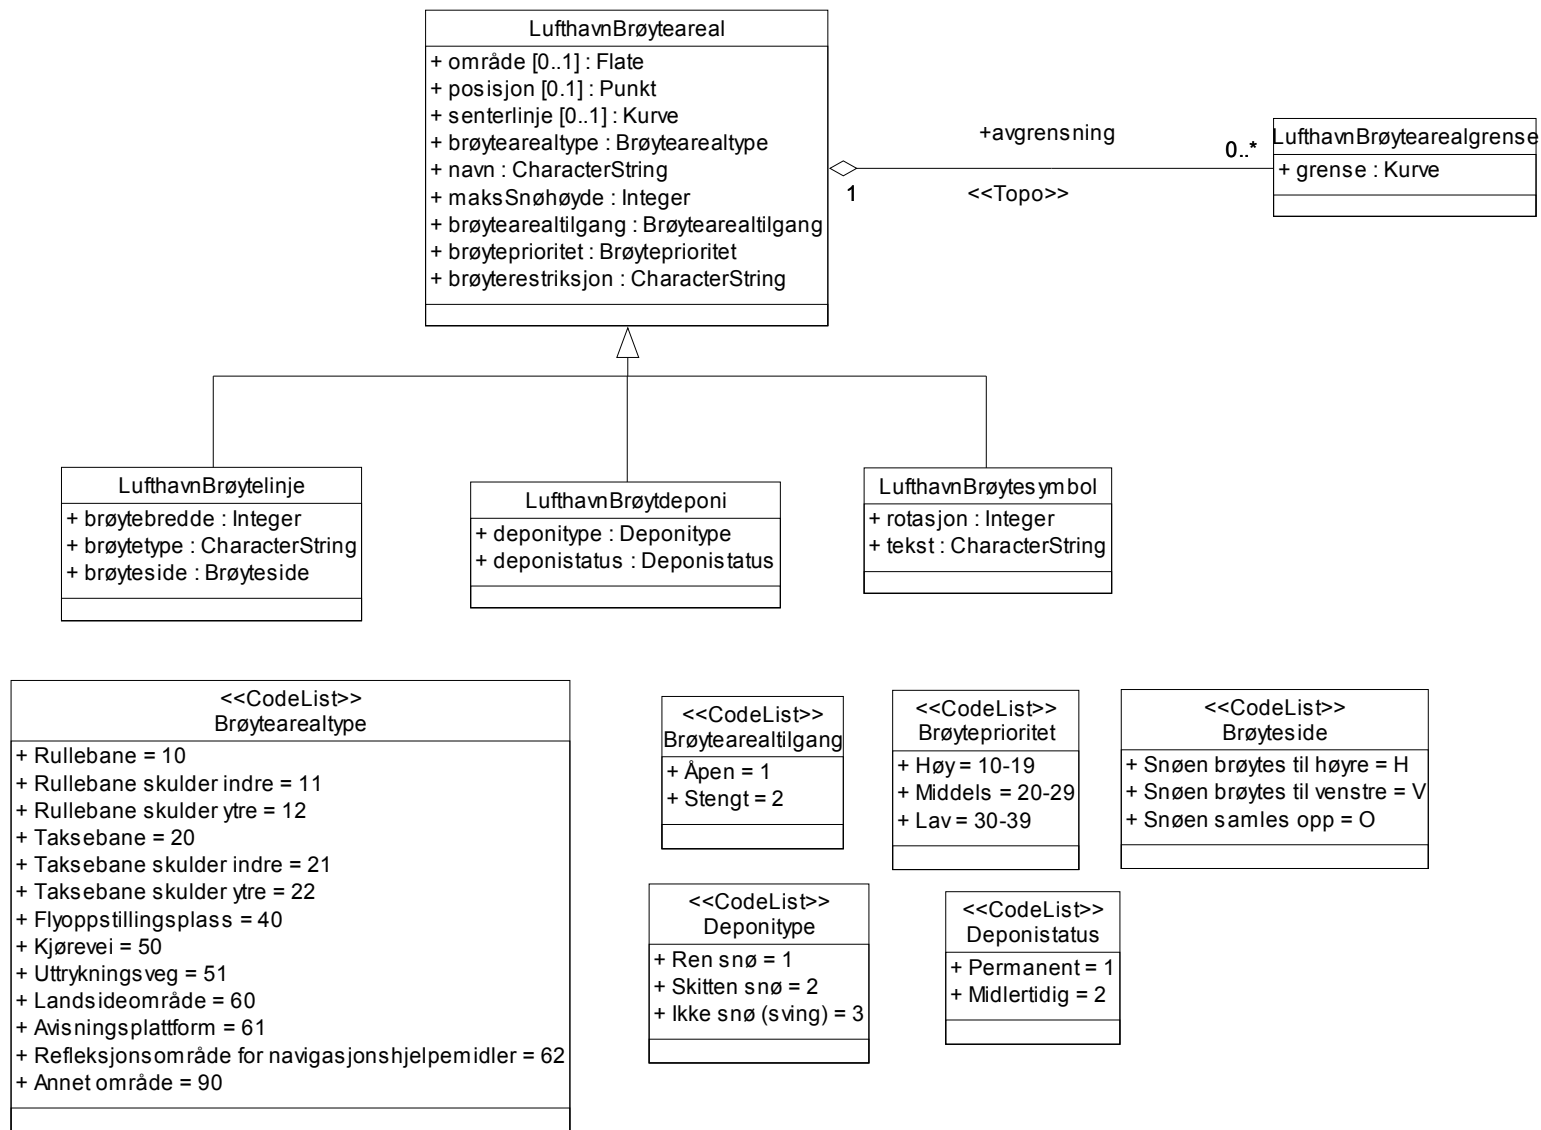 LufthavnBrøyteareal
+ område [0..1] : Flate
+ posisjon [0.1] : Punkt
+ senterlinje [0..1] : Kurve
+ brøytearealtype : Brøytearealtype
+ navn : CharacterString
+ maksSnøhøyde : Integer
+ brøytearealtilgang : Brøytearealtilgang
+ brøyteprioritet : Brøyteprioritet
+ brøyterestriksjon : CharacterString
+avgrensning
0..*
1
<<Topo>>
LufthavnBrøytearealgrense
+ grense : Kurve
LufthavnBrøytelinje
+ brøytebredde : Integer
+ brøytetype : CharacterString
+ brøyteside : Brøyteside
LufthavnBrøytdeponi
+ deponitype : Deponitype
+ deponistatus : Deponistatus
LufthavnBrøytesymbol
+ rotasjon : Integer
+ tekst : CharacterString
<<CodeList>>
Brøytearealtype
+ Rullebane = 10
+ Rullebane skulder indre = 11
+ Rullebane skulder ytre = 12
+ Taksebane = 20
+ Taksebane skulder indre = 21
+ Taksebane skulder ytre = 22
+ Flyoppstillingsplass = 40
+ Kjørevei = 50
+ Uttrykningsveg = 51
+ Landsideområde = 60
+ Avisningsplattform = 61
+ Refleksjonsområde for navigasjonshjelpemidler = 62
+ Annet område = 90
<<CodeList>>
Brøytearealtilgang
+ Åpen = 1
+ Stengt = 2
<<CodeList>>
Brøyteprioritet
+ Høy = 10-19
+ Middels = 20-29
+ Lav = 30-39
<<CodeList>>
Brøyteside
+ Snøen brøytes til høyre = H
+ Snøen brøytes til venstre = V
+ Snøen samles opp = O
<<CodeList>>
Deponitype
+ Ren snø = 1
+ Skitten snø = 2
+ Ikke snø (sving) = 3
<<CodeList>>
Deponistatus
+ Permanent = 1
+ Midlertidig = 2